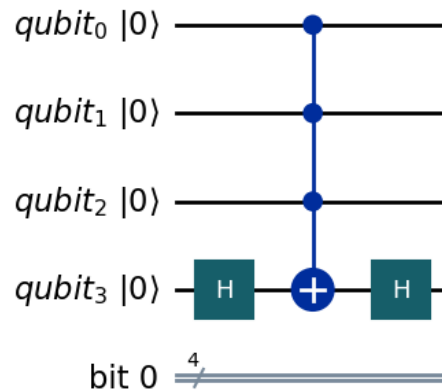 qubit₀ |0⟩
qubit₁ |0⟩
qubit₂ |0⟩
qubit₃ |0⟩ H H
4
bit 0